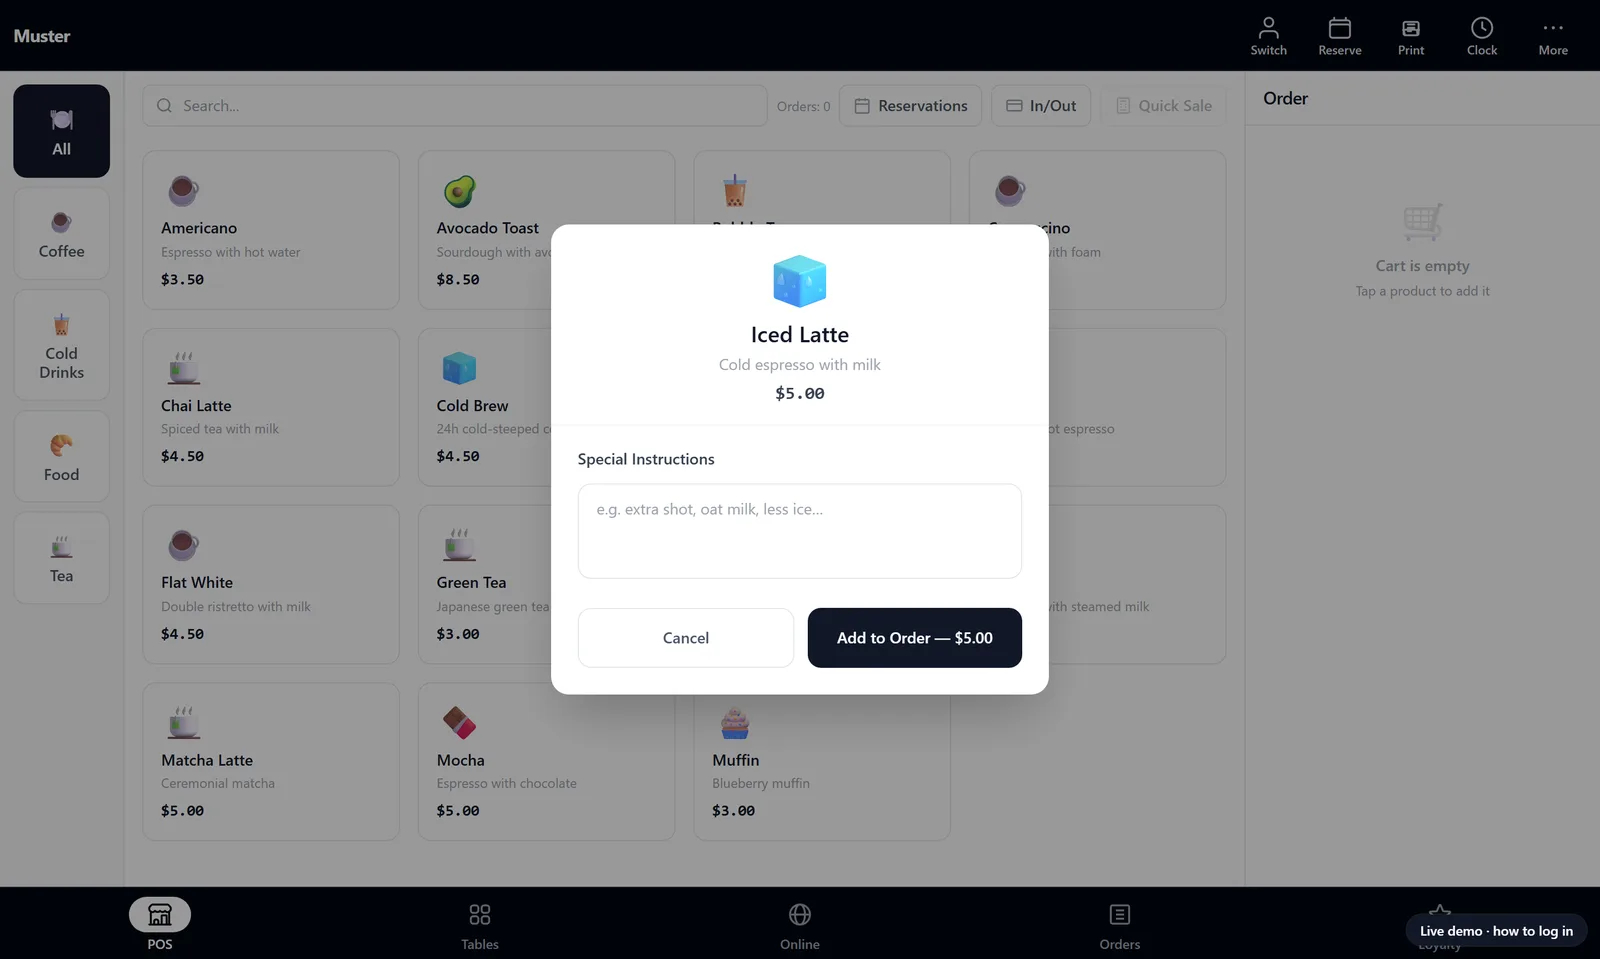 Muster
Switch
Reserve
Print
Clock
More
All
Coffee
Cold
Drinks
Food
Tea
Search...
Orders: 0
Reservations
In/Out
Quick Sale
Americano
Espresso with hot water
$3.50
Avocado Toast
Sourdough with
$8.50
with foam
Chai Latte
Spiced tea with milk
$4.50
Cold Brew
24h cold-steeped
$4.50
espresso
Flat White
Double ristretto with milk
$4.50
Green Tea
Japanese green tea
$3.00
with steamed milk
Matcha Latte
Ceremonial matcha
$5.00
Mocha
Espresso with chocolate
$5.00
Muffin
Blueberry muffin
$3.00
Iced Latte
Cold espresso with milk
$5.00
Special Instructions
e.g. extra shot, oat milk, less ice...
Cancel
Add to Order — $5.00
Order
Cart is empty
Tap a product to add it
POS
Tables
Online
Orders
Loyalty
Live demo · how to log in